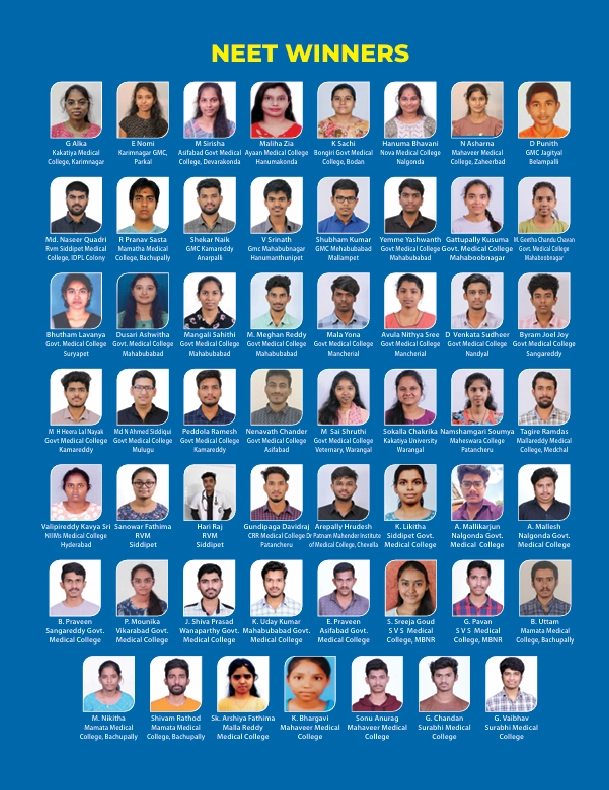 NEET WINNERS
G Alka
Kakatiya Medical
College, Karimnagar
E Nomi
Karimnagar GMC,
Parkal
M Sirisha
Asifabad Govt Medical
College, Devarakonda
Maliha Zia
Ayaan Medical College
Hanumakonda
K Sachi
Bongiri Govt Medical
College, Bodan
Hanuma Bhavani
Nova Medical College
Nalgonda
N Asharma
Mahaveer Medical
College, Zaheerbad
D Punith
GMC Jagityal
Belampalli
Md. Naseer Quadri
Rvm Siddipet Medical
College, IDPL Colony
R Pranav Sasta
Mamatha Medical
College, Bachupally
Shekar Naik
GMC Kamareddy
Anarpalli
V Srinath
Gmc Mahabubnagar
Hanumanthunipet
Shubham Kumar
GMC Mehabubabad
Mallampet
Yemme Yashwanth
Govt Medical College
Mahabubabad
Gattupally Kusuma
Govt. Medical College
Mahaboobnagar
M. Geetha Chandu Chavan
Govt. Medical College
Mahaboobnagar
Bhutham Lavanya
Govt. Medical College
Suryapet
Dusari Ashwitha
Govt. Medical College
Mahabubabad
Mangali Sahithi
Govt. Medical College
Mahabubabad
M. Meghan Reddy
Govt. Medical College
Mahabubabad
Mala Yona
Govt. Medical College
Mancherial
Avula Nithya Sree
Govt Medical College
Mancherial
D Venkata Sudheer
Govt. Medical College
Nandyal
Byram Joel Joy
Govt. Medical College
Sangareddy
M H Heera Lal Nayak
Govt Medical College
Kamareddy
Md N Ahmed Siddiqui
Govt Medical College
Mulugu
Peddola Ramesh
Govt Medical College
Kamareddy
Nenavath Chander
Govt Medical College
Asifabad
M Sai Shruthi
Govt Medical College
Veternary, Warangal
Sokalla Chakrika
Kakatiya University
Warangal
Namshamgari Soumya
Maheswara College
Patancheru
Tagire Ramdas
Mallareddy Medical
College, Medchal
Valipireddy Kavya Sri
NIIMs Medical College
Hyderabad
Sanowar Fathima
RVM
Siddipet
Hari Raj
RVM
Siddipet
Gundipaga Davidraj
CRR Medical College
Pattancheru
Arepally Hrudesh
Dr Patnam Mahender Institute
of Medical College, Chevella
K. Likitha
Siddipet Govt.
Medical College
A. Mallikarjun
Nalgonda Govt.
Medical College
A. Mallesh
Nalgonda Govt.
Medical College
B. Praveen
Sangareddy Govt.
Medical College
P. Mounika
Vikarabad Govt.
Medical College
J. Shiva Prasad
Wanaparthy Govt.
Medical College
K. Uday Kumar
Mahabubabad Govt.
Medical College
E. Praveen
Asifabad Govt.
Medical College
S. Sreeja Goud
S V S Medical
College, MBNR
G. Pavan
S V S Medical
College, MBNR
B. Uttam
Mamata Medical
College, Bachupally
M. Nikitha
Mamata Medical
College, Bachupally
Shivam Rathod
Mamata Medical
College, Bachupally
Sk. Arshiya Fathima
Malla Reddy
Medical College
K. Bhargavi
Mahaveer Medical
College
Sonu Anurag
Mahaveer Medical
College
G. Chandan
Surabhi Medical
College
G. Vaibhav
Surabhi Medical
College